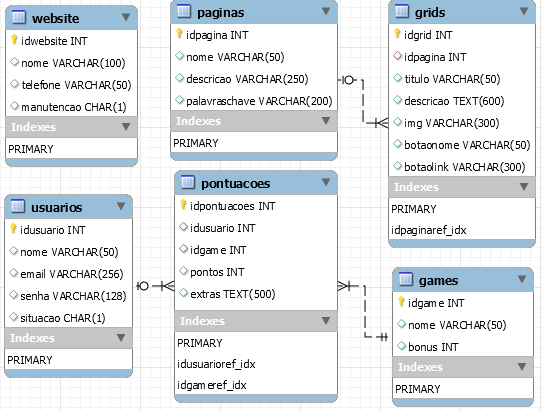 website
idwebsite INT
nome VARCHAR(100)
telefone VARCHAR(50)
manutencao CHAR(1)
Indexes
PRIMARY
paginas
idpagina INT
nome VARCHAR(50)
descricao VARCHAR(250)
palavraschave VARCHAR(200)
Indexes
PRIMARY
grids
idgrid INT
idpagina INT
titulo VARCHAR(50)
descricao TEXT(600)
img VARCHAR(300)
botaonome VARCHAR(50)
botaolink VARCHAR(300)
Indexes
PRIMARY
idpaginaref_idx
usuarios
idusuario INT
nome VARCHAR(50)
email VARCHAR(256)
senha VARCHAR(128)
situacao CHAR(1)
Indexes
PRIMARY
pontuacoes
idpontuacoes INT
idusuario INT
idgame INT
pontos INT
extras TEXT(500)
Indexes
PRIMARY
idusuarioref_idx
idgameref_idx
games
idgame INT
nome VARCHAR(50)
bonus INT
Indexes
PRIMARY